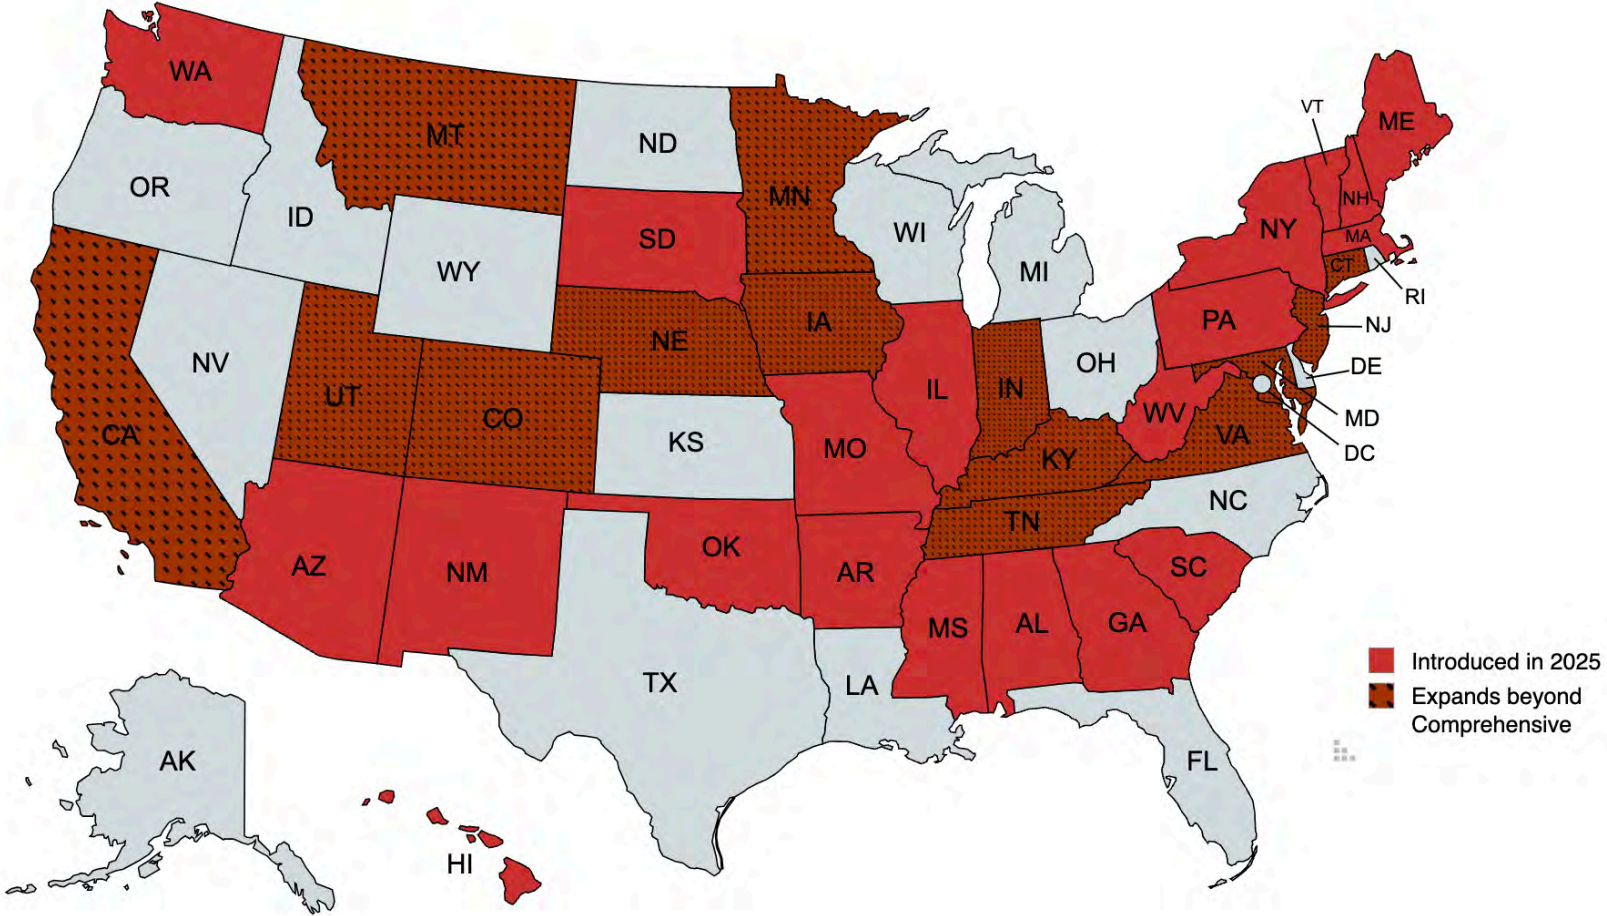 WA
MT
ND
MN
VT
ME
OR
ID
SD
WI
NH
NY
MA
WY
MI
CT
RI
NV
NE
IA
PA
NJ
UT
CO
IL
IN
OH
DE
CA
KS
MO
WV
VA
MD
KY
DC
TN
NC
AZ
NM
OK
AR
SC
MS
AL
GA
TX
LA
AK
FL
HI
Introduced in 2025
Expands beyond
Comprehensive